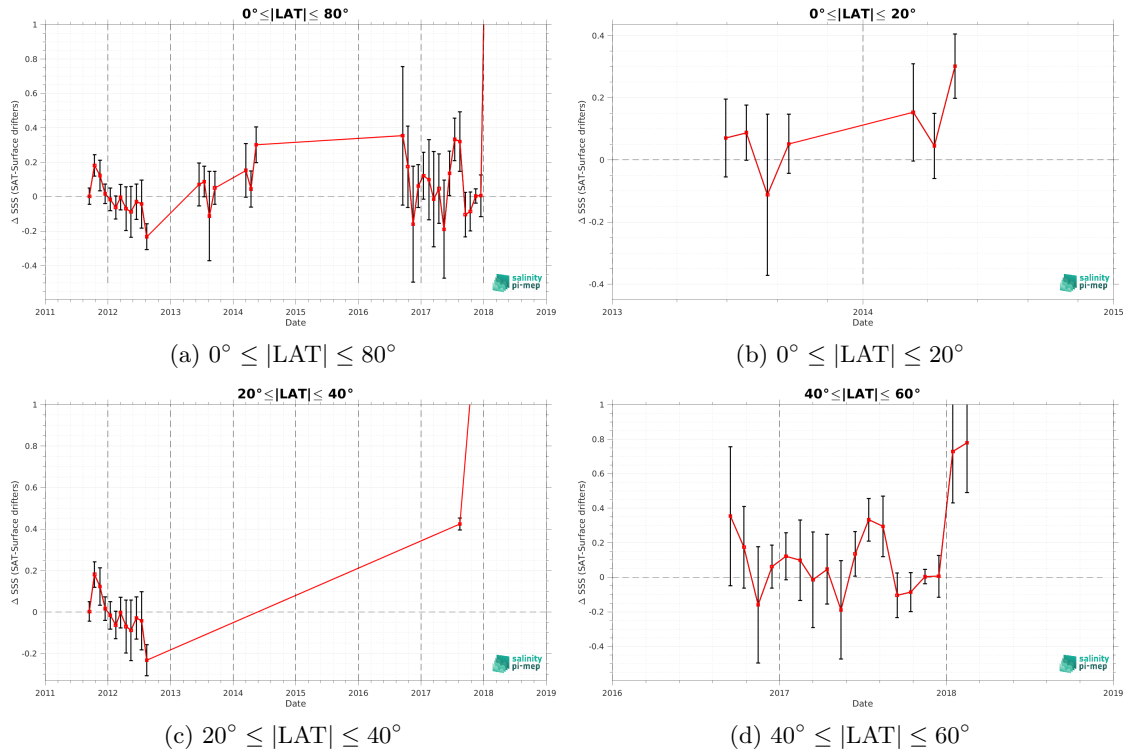 0°≤|LAT|≤ 80°
Δ SSS (SAT-Surface drifters)
1
0.8
0.6
0.4
0.2
0
-0.2
-0.4
salinity
pi-mep
2011 2012 2013 2014 2015 2016 2017 2018 2019
Date
(a) 0° ≤ |LAT| ≤ 80°
0°≤|LAT|≤ 20°
Δ SSS (SAT-Surface drifters)
0.4
0.2
0
-0.2
-0.4
salinity
pi-mep
2013 2014 2015
Date
(b) 0° ≤ |LAT| ≤ 20°
20°≤|LAT|≤ 40°
Δ SSS (SAT-Surface drifters)
1
0.8
0.6
0.4
0.2
0
-0.2
salinity
pi-mep
2011 2012 2013 2014 2015 2016 2017 2018 2019
Date
(c) 20° ≤ |LAT| ≤ 40°
40°≤|LAT|≤ 60°
Δ SSS (SAT-Surface drifters)
1
0.8
0.6
0.4
0.2
0
-0.2
-0.4
salinity
pi-mep
2016 2017 2018 2019
Date
(d) 40° ≤ |LAT| ≤ 60°